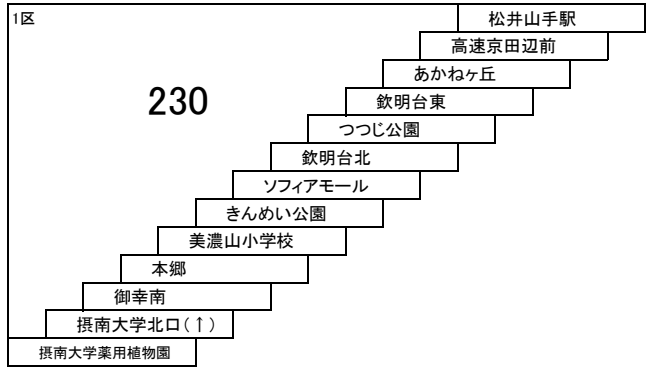 1区
松井山手駅
高速京田辺前
あかねヶ丘
230
欽明台東
つつじ公園
欽明台北
ソフィアモール
きんめい公園
美濃山小学校
本郷
御幸南
摂南大学北口(↑)
摂南大学薬用植物園